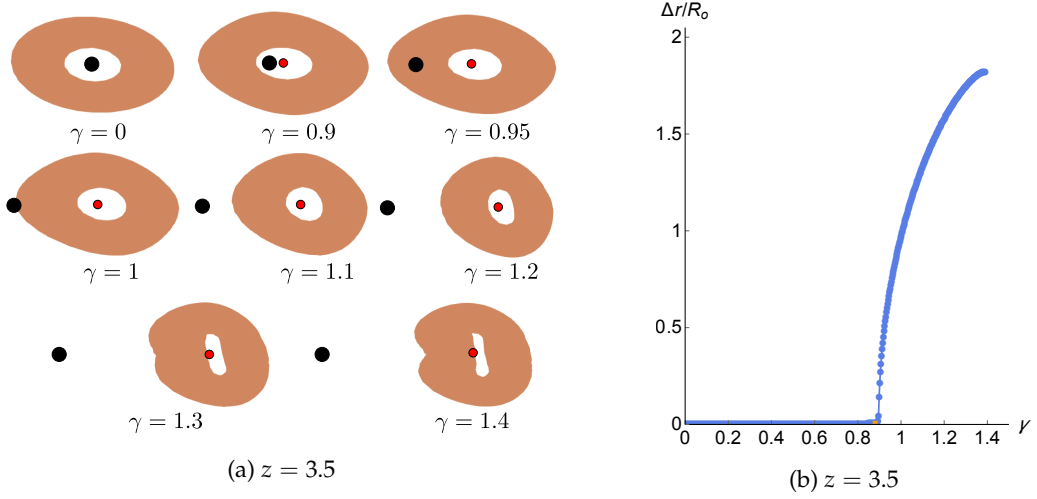 γ = 0
γ = 0.9
γ = 0.95
γ = 1
γ = 1.1
γ = 1.2
γ = 1.3
γ = 1.4
(a) z = 3.5
Δr/Rₒ
2
1.5
1
0.5
0
0 0.2 0.4 0.6 0.8 1 1.2 1.4 γ
(b) z = 3.5